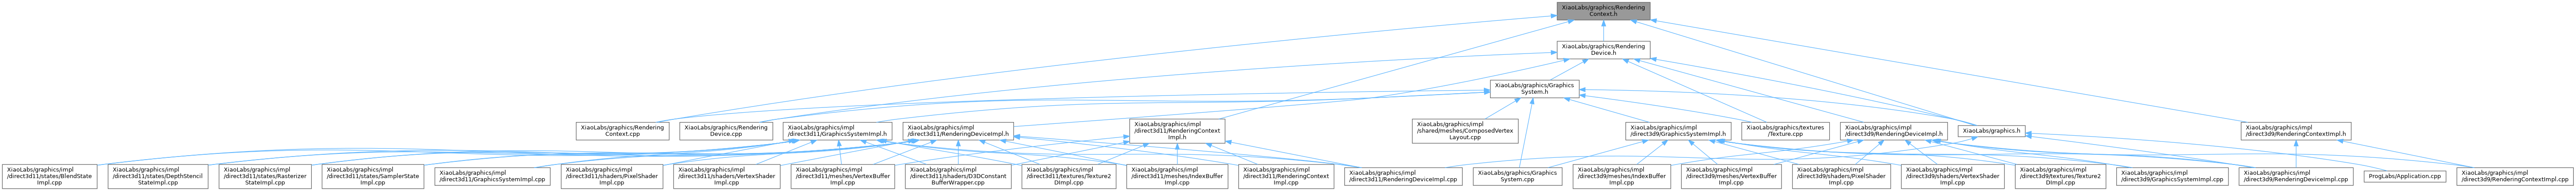 XiaoLabs/graphics/Rendering
Context.h
XiaoLabs/graphics/Rendering
Device.h
XiaoLabs/graphics/Graphics
System.h
XiaoLabs/graphics/Rendering
Context.cpp
XiaoLabs/graphics/Rendering
Device.cpp
XiaoLabs/graphics/impl
/direct3d11/GraphicsSystemImpl.h
XiaoLabs/graphics/impl
/direct3d11/RenderingDeviceImpl.h
XiaoLabs/graphics/impl
/direct3d11/RenderingContext
Impl.h
XiaoLabs/graphics/impl
/shared/meshes/ComposedVertex
Layout.cpp
XiaoLabs/graphics/impl
/direct3d9/GraphicsSystemImpl.h
XiaoLabs/graphics/textures
/Texture.cpp
XiaoLabs/graphics/impl
/direct3d9/RenderingDeviceImpl.h
XiaoLabs/graphics.h
XiaoLabs/graphics/impl
/direct3d9/RenderingContextImpl.h
XiaoLabs/graphics/impl
/direct3d11/states/BlendState
Impl.cpp
XiaoLabs/graphics/impl
/direct3d11/states/DepthStencil
StateImpl.cpp
XiaoLabs/graphics/impl
/direct3d11/states/Rasterizer
StateImpl.cpp
XiaoLabs/graphics/impl
/direct3d11/states/SamplerState
Impl.cpp
XiaoLabs/graphics/impl
/direct3d11/GraphicsSystemImpl.cpp
XiaoLabs/graphics/impl
/direct3d11/shaders/PixelShader
Impl.cpp
XiaoLabs/graphics/impl
/direct3d11/shaders/VertexShader
Impl.cpp
XiaoLabs/graphics/impl
/direct3d11/meshes/VertexBuffer
Impl.cpp
XiaoLabs/graphics/impl
/direct3d11/shaders/D3DConstant
BufferWrapper.cpp
XiaoLabs/graphics/impl
/direct3d11/textures/Texture2
DImpl.cpp
XiaoLabs/graphics/impl
/direct3d11/meshes/IndexBuffer
Impl.cpp
XiaoLabs/graphics/impl
/direct3d11/RenderingContext
Impl.cpp
XiaoLabs/graphics/impl
/direct3d11/RenderingDeviceImpl.cpp
XiaoLabs/graphics/Graphics
System.cpp
XiaoLabs/graphics/impl
/direct3d9/meshes/IndexBuffer
Impl.cpp
XiaoLabs/graphics/impl
/direct3d9/meshes/VertexBuffer
Impl.cpp
XiaoLabs/graphics/impl
/direct3d9/shaders/PixelShader
Impl.cpp
XiaoLabs/graphics/impl
/direct3d9/shaders/VertexShader
Impl.cpp
XiaoLabs/graphics/impl
/direct3d9/textures/Texture2
DImpl.cpp
XiaoLabs/graphics/impl
/direct3d9/GraphicsSystemImpl.cpp
XiaoLabs/graphics/impl
/direct3d9/RenderingDeviceImpl.cpp
ProgLabs/Application.cpp
XiaoLabs/graphics/impl
/direct3d9/RenderingContextImpl.cpp